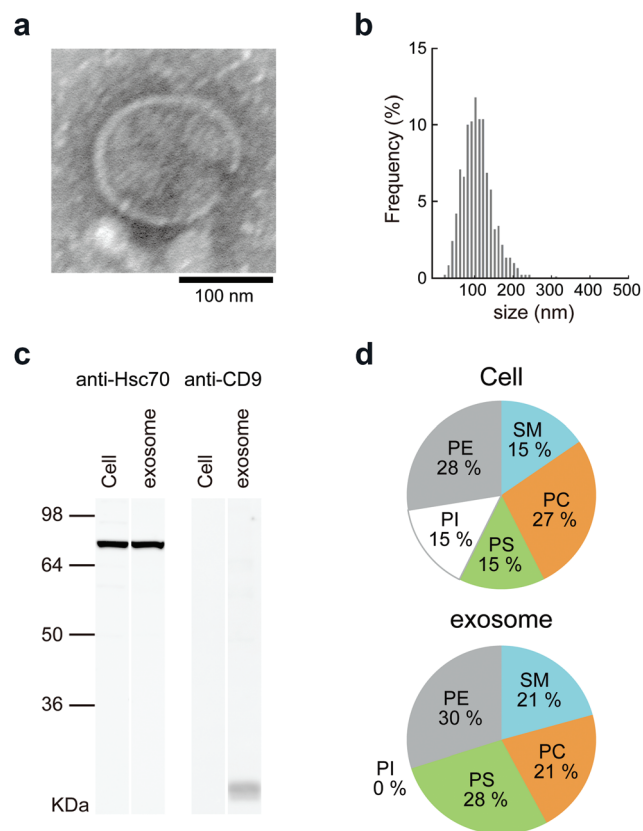 a
100 nm
b
Frequency (%)
15
10
5
0
100 200 300 400 500
size (nm)
c
anti-Hsc70 anti-CD9
Cell
exosome
Cell
exosome
98
64
50
36
KDa
d
Cell
SM
15 %
PC
27 %
PS
15 %
PI
15 %
PE
28 %
exosome
SM
21 %
PC
21 %
PS
28 %
PI
0 %
PE
30 %